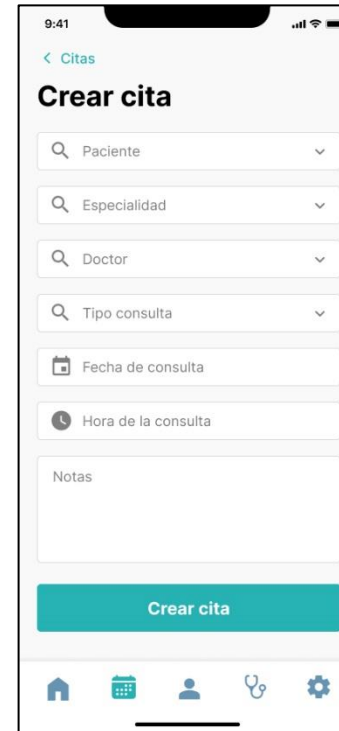 9:41
Citas
Crear cita
Paciente
Especialidad
Doctor
Tipo consulta
Fecha de consulta
Hora de la consulta
Notas
Crear cita